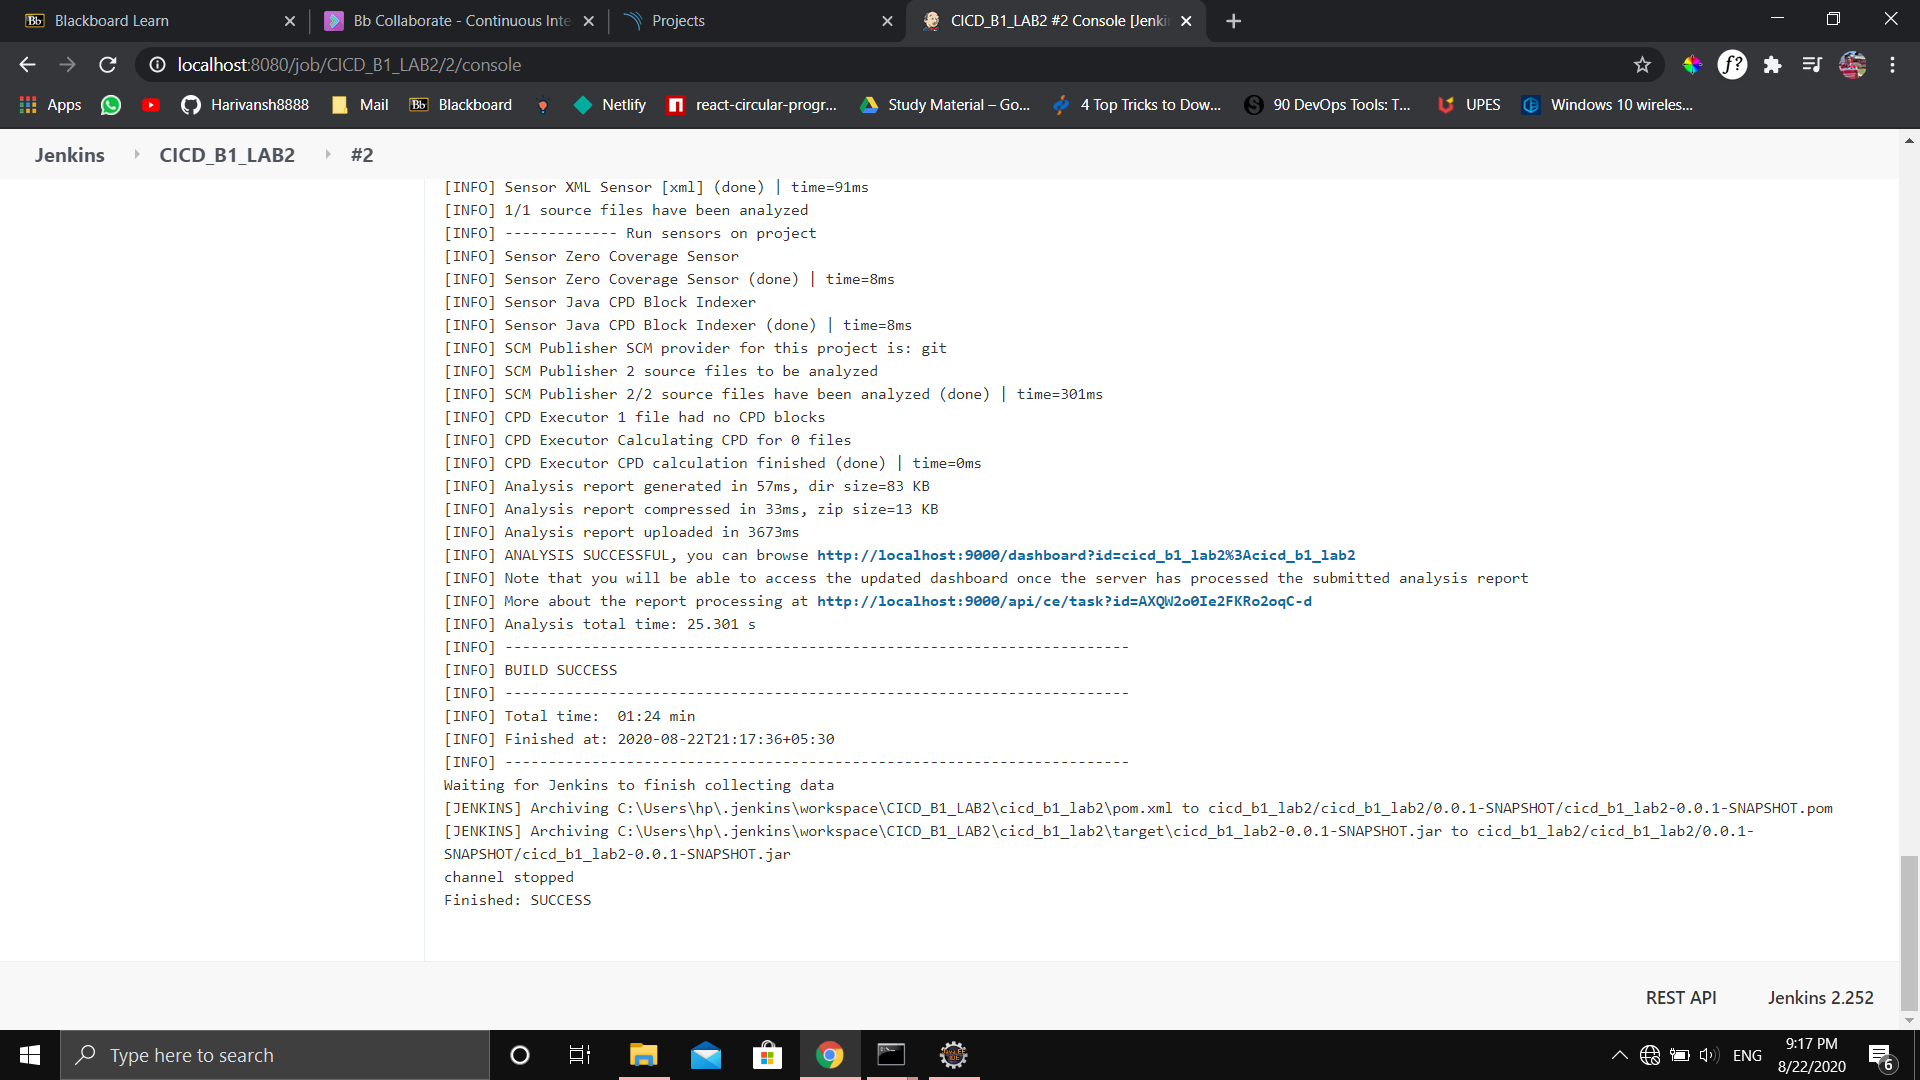 Bb Blackboard Learn
Bb Collaborate - Continuous Inte
Projects
CICD_B1_LAB2 #2 Console [Jenki
localhost:8080/job/CICD_B1_LAB2/2/console
f?
Apps
Harivansh8888
Mail
Bb Blackboard
Netlify
n react-circular-progr...
Study Material – Go...
4 Top Tricks to Dow...
S 90 DevOps Tools: T...
UPES
Windows 10 wireles...
Jenkins
CICD_B1_LAB2
#2
[INFO] Sensor XML Sensor [xml] (done) | time=91ms
[INFO] 1/1 source files have been analyzed
[INFO] ------------- Run sensors on project
[INFO] Sensor Zero Coverage Sensor
[INFO] Sensor Zero Coverage Sensor (done) | time=8ms
[INFO] Sensor Java CPD Block Indexer
[INFO] Sensor Java CPD Block Indexer (done) | time=8ms
[INFO] SCM Publisher SCM provider for this project is: git
[INFO] SCM Publisher 2 source files to be analyzed
[INFO] SCM Publisher 2/2 source files have been analyzed (done) | time=301ms
[INFO] CPD Executor 1 file had no CPD blocks
[INFO] CPD Executor Calculating CPD for 0 files
[INFO] CPD Executor CPD calculation finished (done) | time=0ms
[INFO] Analysis report generated in 57ms, dir size=83 KB
[INFO] Analysis report compressed in 33ms, zip size=13 KB
[INFO] Analysis report uploaded in 3673ms
[INFO] ANALYSIS SUCCESSFUL, you can browse http://localhost:9000/dashboard?id=cicd_b1_lab2%3Acicd_b1_lab2
[INFO] Note that you will be able to access the updated dashboard once the server has processed the submitted analysis report
[INFO] More about the report processing at http://localhost:9000/api/ce/task?id=AXQW2o0Ie2FKRo2oqC-d
[INFO] Analysis total time: 25.301 s
[INFO] ------------------------------------------------------------------------
[INFO] BUILD SUCCESS
[INFO] ------------------------------------------------------------------------
[INFO] Total time:  01:24 min
[INFO] Finished at: 2020-08-22T21:17:36+05:30
[INFO] ------------------------------------------------------------------------
Waiting for Jenkins to finish collecting data
[JENKINS] Archiving C:\Users\hp\.jenkins\workspace\CICD_B1_LAB2\cicd_b1_lab2\pom.xml to cicd_b1_lab2/cicd_b1_lab2/0.0.1-SNAPSHOT/cicd_b1_lab2-0.0.1-SNAPSHOT.pom
[JENKINS] Archiving C:\Users\hp\.jenkins\workspace\CICD_B1_LAB2\cicd_b1_lab2\target\cicd_b1_lab2-0.0.1-SNAPSHOT.jar to cicd_b1_lab2/cicd_b1_lab2/0.0.1-
SNAPSHOT/cicd_b1_lab2-0.0.1-SNAPSHOT.jar
channel stopped
Finished: SUCCESS
REST API
Jenkins 2.252
Type here to search
ENG
9:17 PM
8/22/2020
6